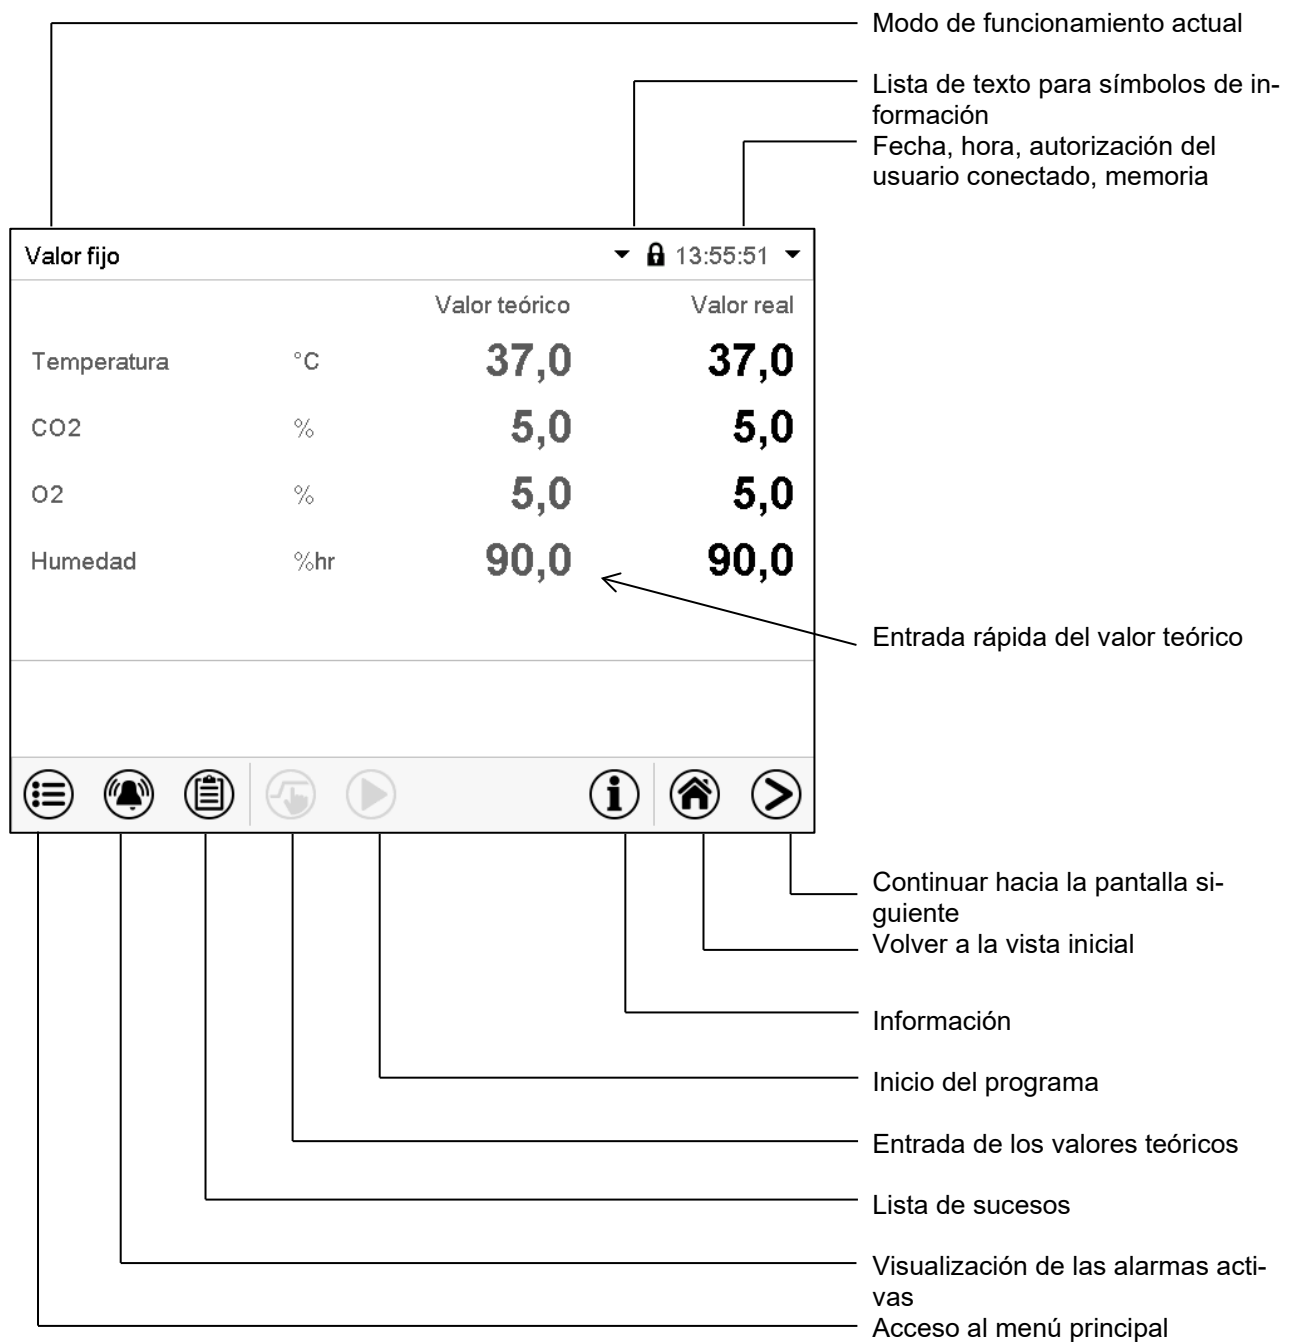 Modo de funcionamiento actual
Lista de texto para símbolos de in-
formación
Fecha, hora, autorización del
usuario conectado, memoria
Valor fijo 13:55:51
Valor teórico Valor real
Temperatura °C 37,0 37,0
CO2 % 5,0 5,0
O2 % 5,0 5,0
Humedad %hr 90,0 90,0
Entrada rápida del valor teórico
Continuar hacia la pantalla si-
guiente
Volver a la vista inicial
Información
Inicio del programa
Entrada de los valores teóricos
Lista de sucesos
Visualización de las alarmas acti-
vas
Acceso al menú principal